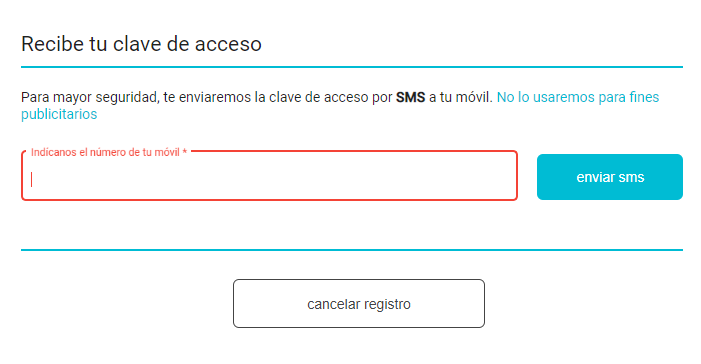 Recibe tu clave de acceso
Para mayor seguridad, te enviaremos la clave de acceso por SMS a tu móvil. No lo usaremos para fines
publicitarios
Indícanos el número de tu móvil *
enviar sms
cancelar registro